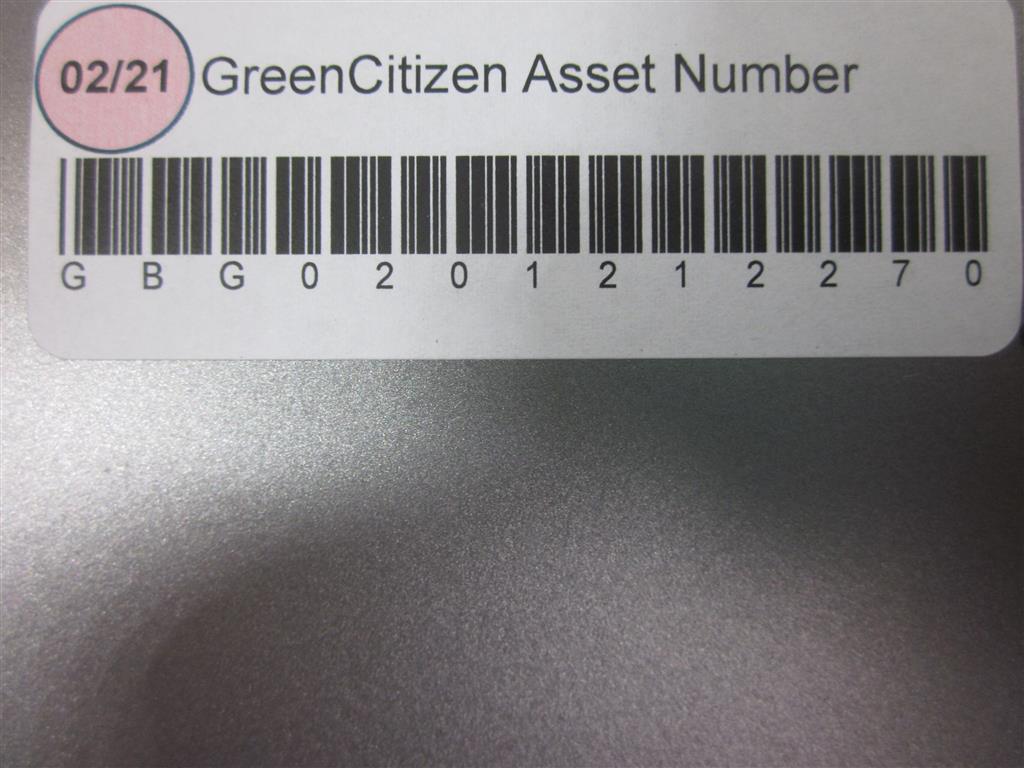 02/21 GreenCitizen Asset Number
G B G 0 2 0 1 2 1 2 2 7 0